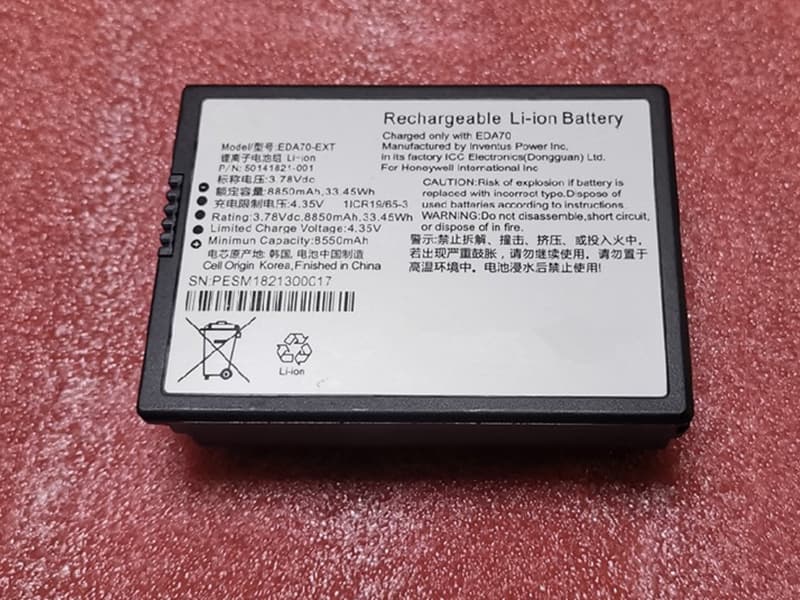 Rechargeable Li-ion Battery
Charged only with EDA70
Manufactured by Inventus Power Inc,
in its factory ICC Electronics(Dongguan) Ltd.
For Honeywell International Inc
Model/型号:EDA70-EXT
锂离子电池组 Li-ion
P/N: 50141821-001
标称电压:3.78Vdc
额定容量:8850mAh,33.45Wh
充电限制电压:4.35V 1ICR19/65-3
Rating:3.78Vdc,8850mAh,33.45Wh
Limited Charge Voltage:4.35V
Minimun Capacity:8550mAh
电芯原产地: 韩国, 电池中国制造
Cell Origin Korea,Finished in China
SN:PESM1821300017
CAUTION:Risk of explosion if battery is
replaced with incorrect type.Dispose of
used batteries according to instructions.
WARNING:Do not disassemble,short circuit,
or dispose of in fire.
警示:禁止拆解、撞击、挤压、或投入火中,
若出现严重鼓胀，请勿继续使用。请勿置于
高温环境中。电池浸水后禁止使用!
Li-ion